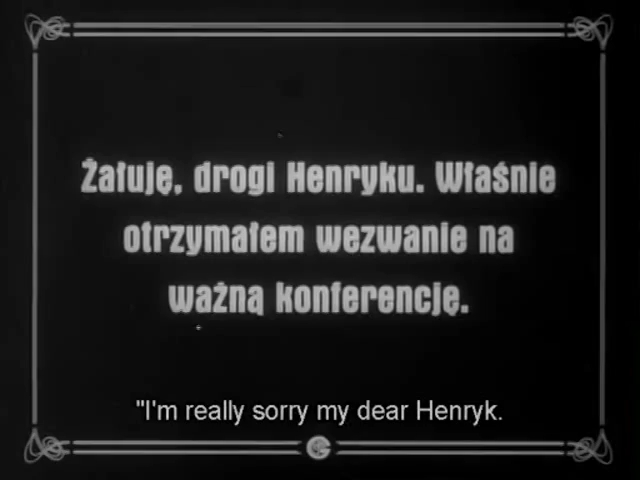 Żałuję, drogi Henryku. Właśnie
otrzymałem wezwanie na
ważną konferencję.
"I'm really sorry my dear Henryk.